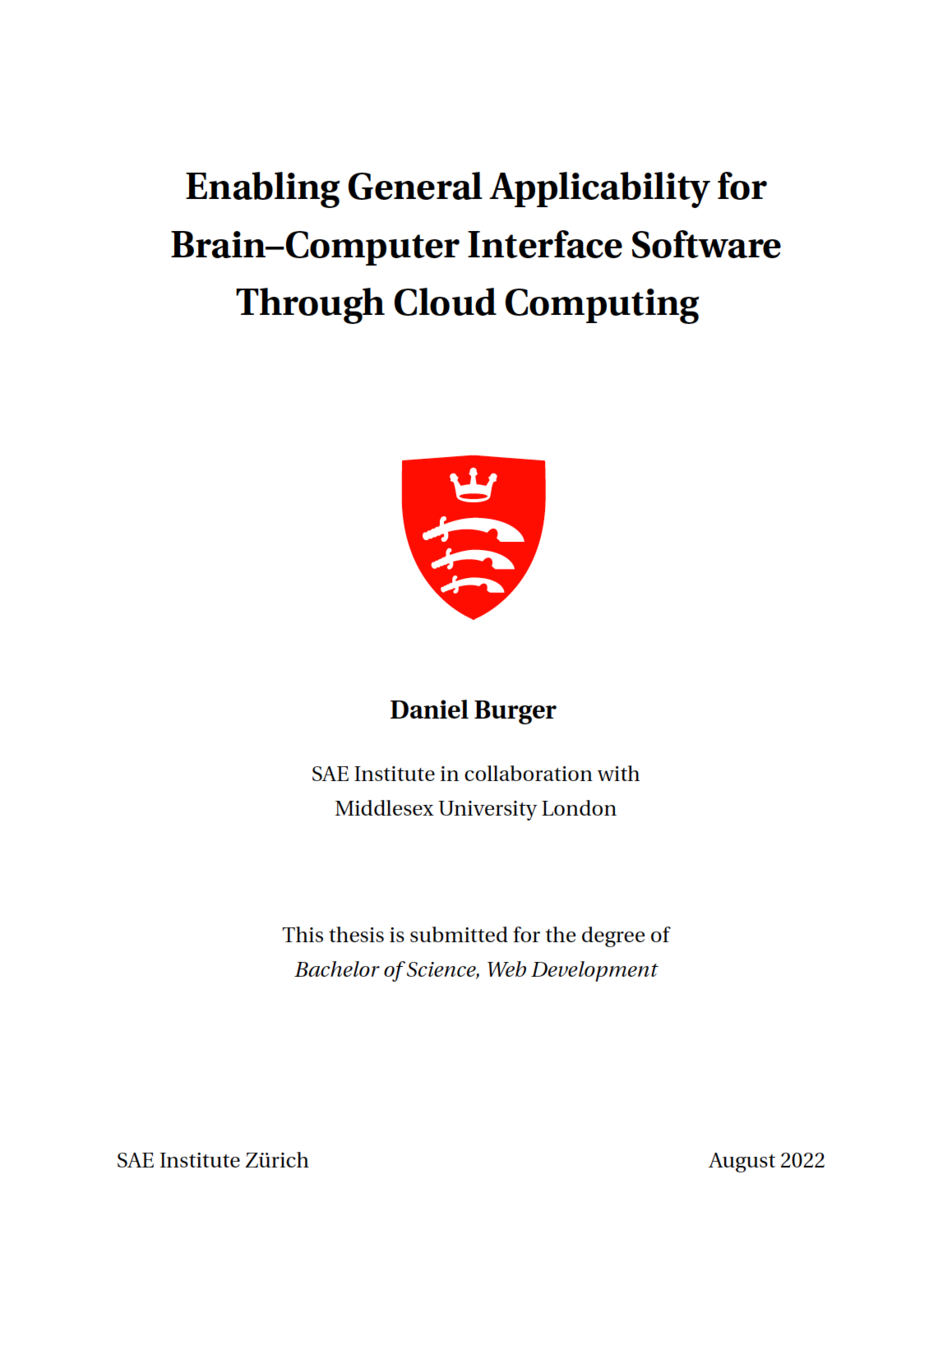 Enabling General Applicability for
Brain–Computer Interface Software
Through Cloud Computing
Daniel Burger
SAE Institute in collaboration with
Middlesex University London
This thesis is submitted for the degree of
Bachelor of Science, Web Development
SAE Institute Zürich
August 2022